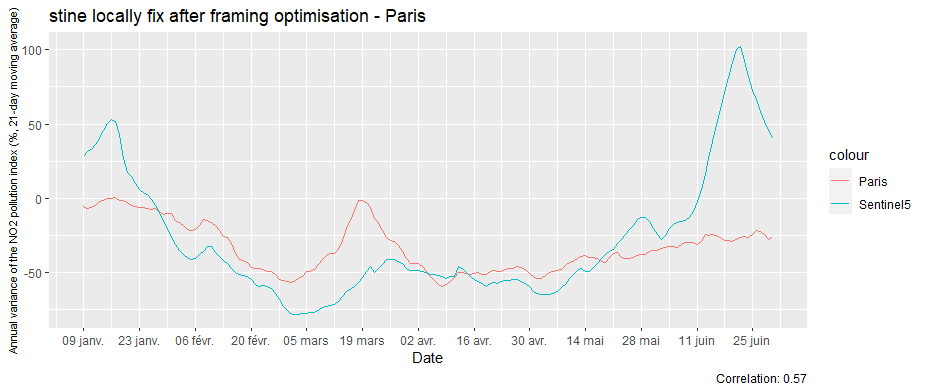 stine locally fix after framing optimisation - Paris
Annual variance of the NO2 pollution index (%, 21-day moving average)
100
50
0
-50
09 janv.
23 janv.
06 févr.
20 févr.
05 mars
19 mars
02 avr.
16 avr.
30 avr.
14 mai
28 mai
11 juin
25 juin
Date
colour
Paris
Sentinel5
Correlation: 0.57